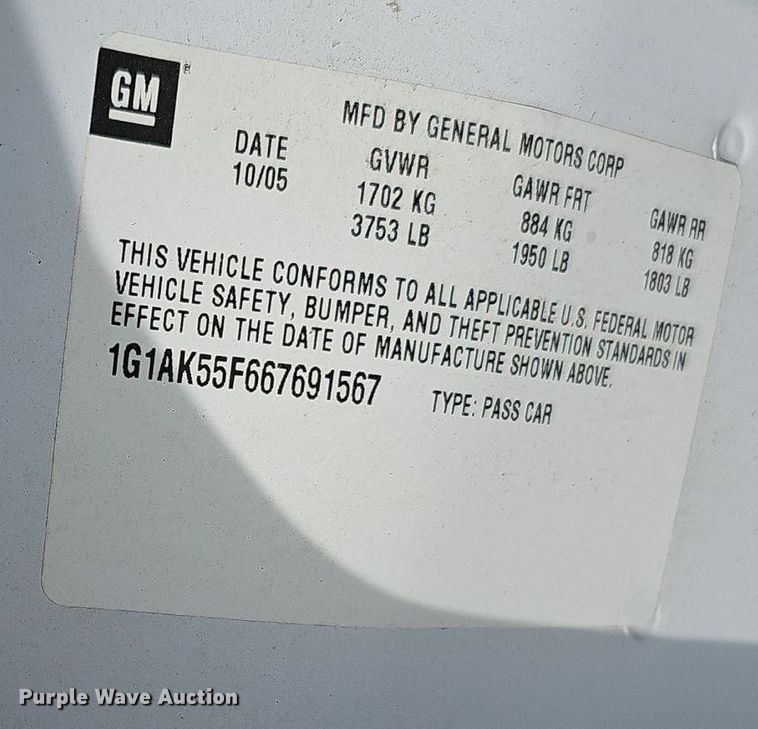 GM
MFD BY GENERAL MOTORS CORP
DATE GVWR GAWR FRT GAWR RR
10/05 1702 KG 884 KG 818 KG
3753 LB 1950 LB 1803 LB
THIS VEHICLE CONFORMS TO ALL APPLICABLE U.S. FEDERAL MOTOR
VEHICLE SAFETY, BUMPER, AND THEFT PREVENTION STANDARDS IN
EFFECT ON THE DATE OF MANUFACTURE SHOWN ABOVE.
1G1AK55F667691567 TYPE: PASS CAR
Purple Wave Auction